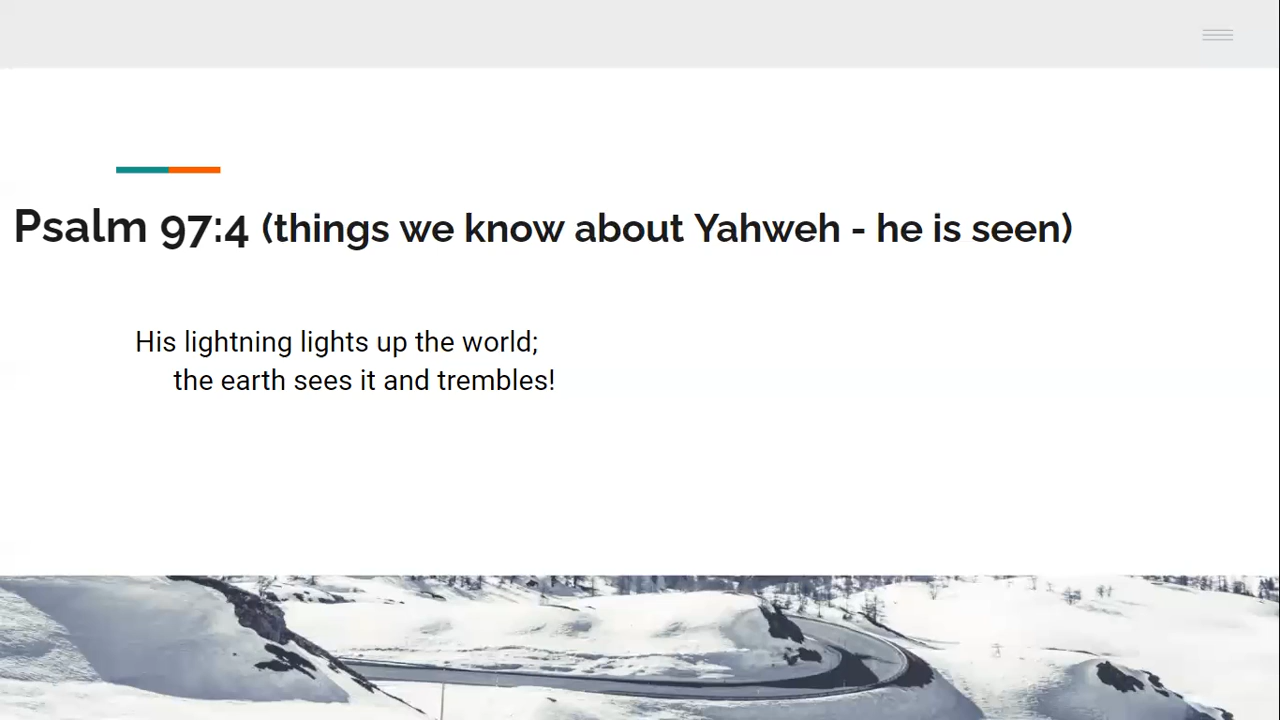 Psalm 97:4 (things we know about Yahweh - he is seen)
His lightning lights up the world;
the earth sees it and trembles!